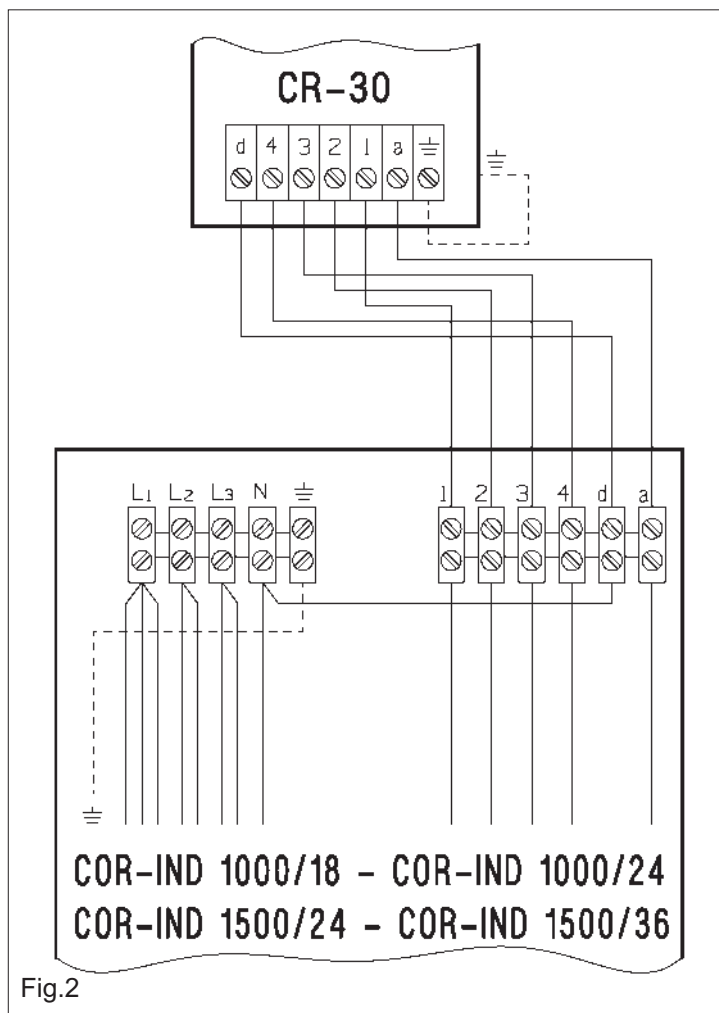 CR-30
d 4 3 2 1 a
L1 L2 L3 N
1 2 3 4 d a
COR-IND 1000/18 - COR-IND 1000/24
COR-IND 1500/24 - COR-IND 1500/36
Fig.2